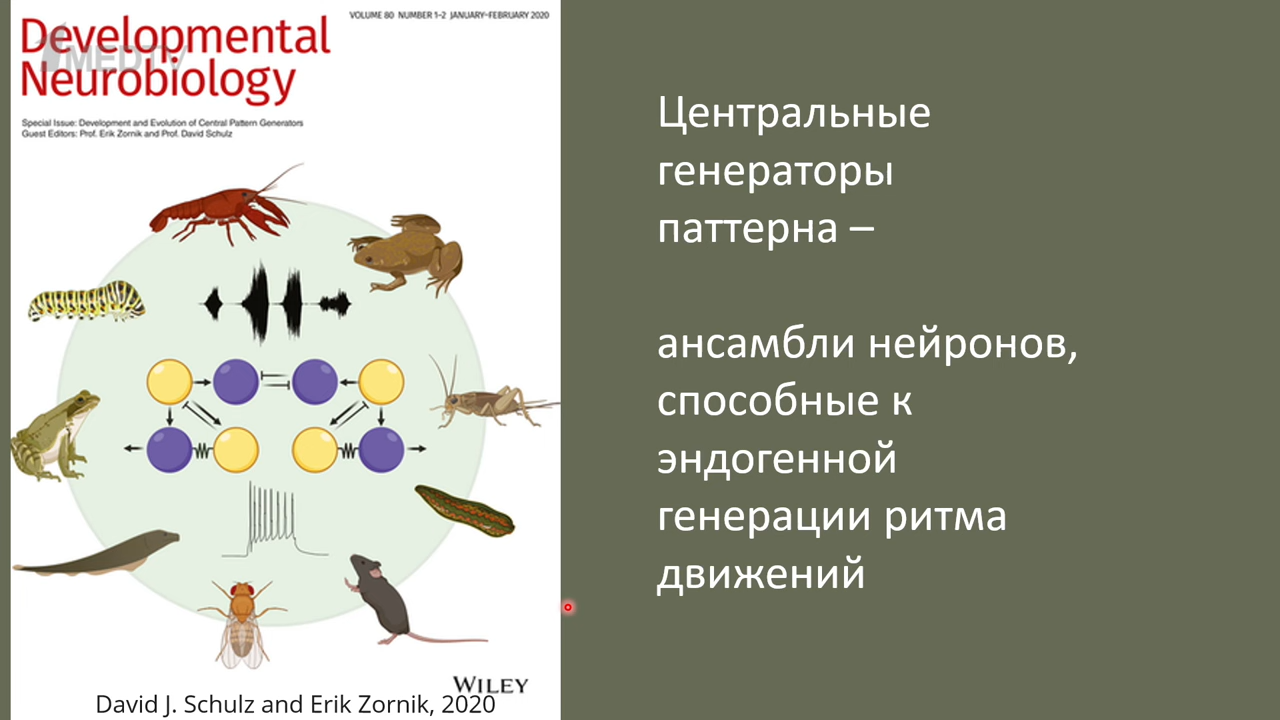 VOLUME 80 NUMBER 1–2 JANUARY–FEBRUARY 2020
Developmental
Neurobiology
1MEDTV
Special Issue: Development and Evolution of Central Pattern Generators
Guest Editors: Prof. Erik Zornik and Prof. David Schulz
WILEY
David J. Schulz and Erik Zornik, 2020
Центральные
генераторы
паттерна –
ансамбли нейронов,
способные к
эндогенной
генерации ритма
движений